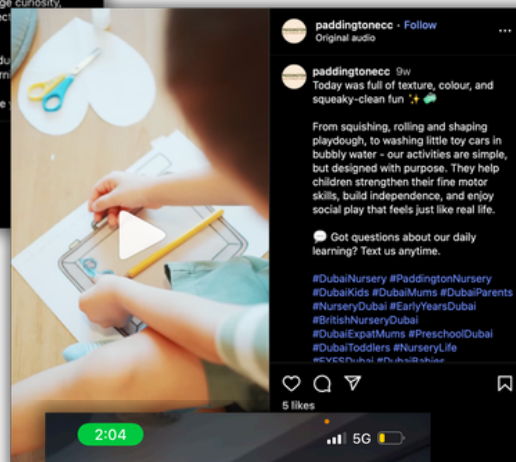 ge curiosity,
paddingtonecc · Follow
Original audio
paddingtonecc 9w
Today was full of texture, colour, and
squeaky-clean fun ✨🧼
From squishing, rolling and shaping
playdough, to washing little toy cars in
bubbly water - our activities are simple,
but designed with purpose. They help
children strengthen their fine motor
skills, build independence, and enjoy
social play that feels just like real life.
💬 Got questions about our daily
learning? Text us anytime.
#DubaiNursery #PaddingtonNursery
#DubaiKids #DubaiMums #DubaiParents
#NurseryDubai #EarlyYearsDubai
#BritishNurseryDubai
#DubaiExpatMums #PreschoolDubai
#DubaiToddlers #NurseryLife
#EYFSDubai #DubaiBabies
5 likes
2:04
5G